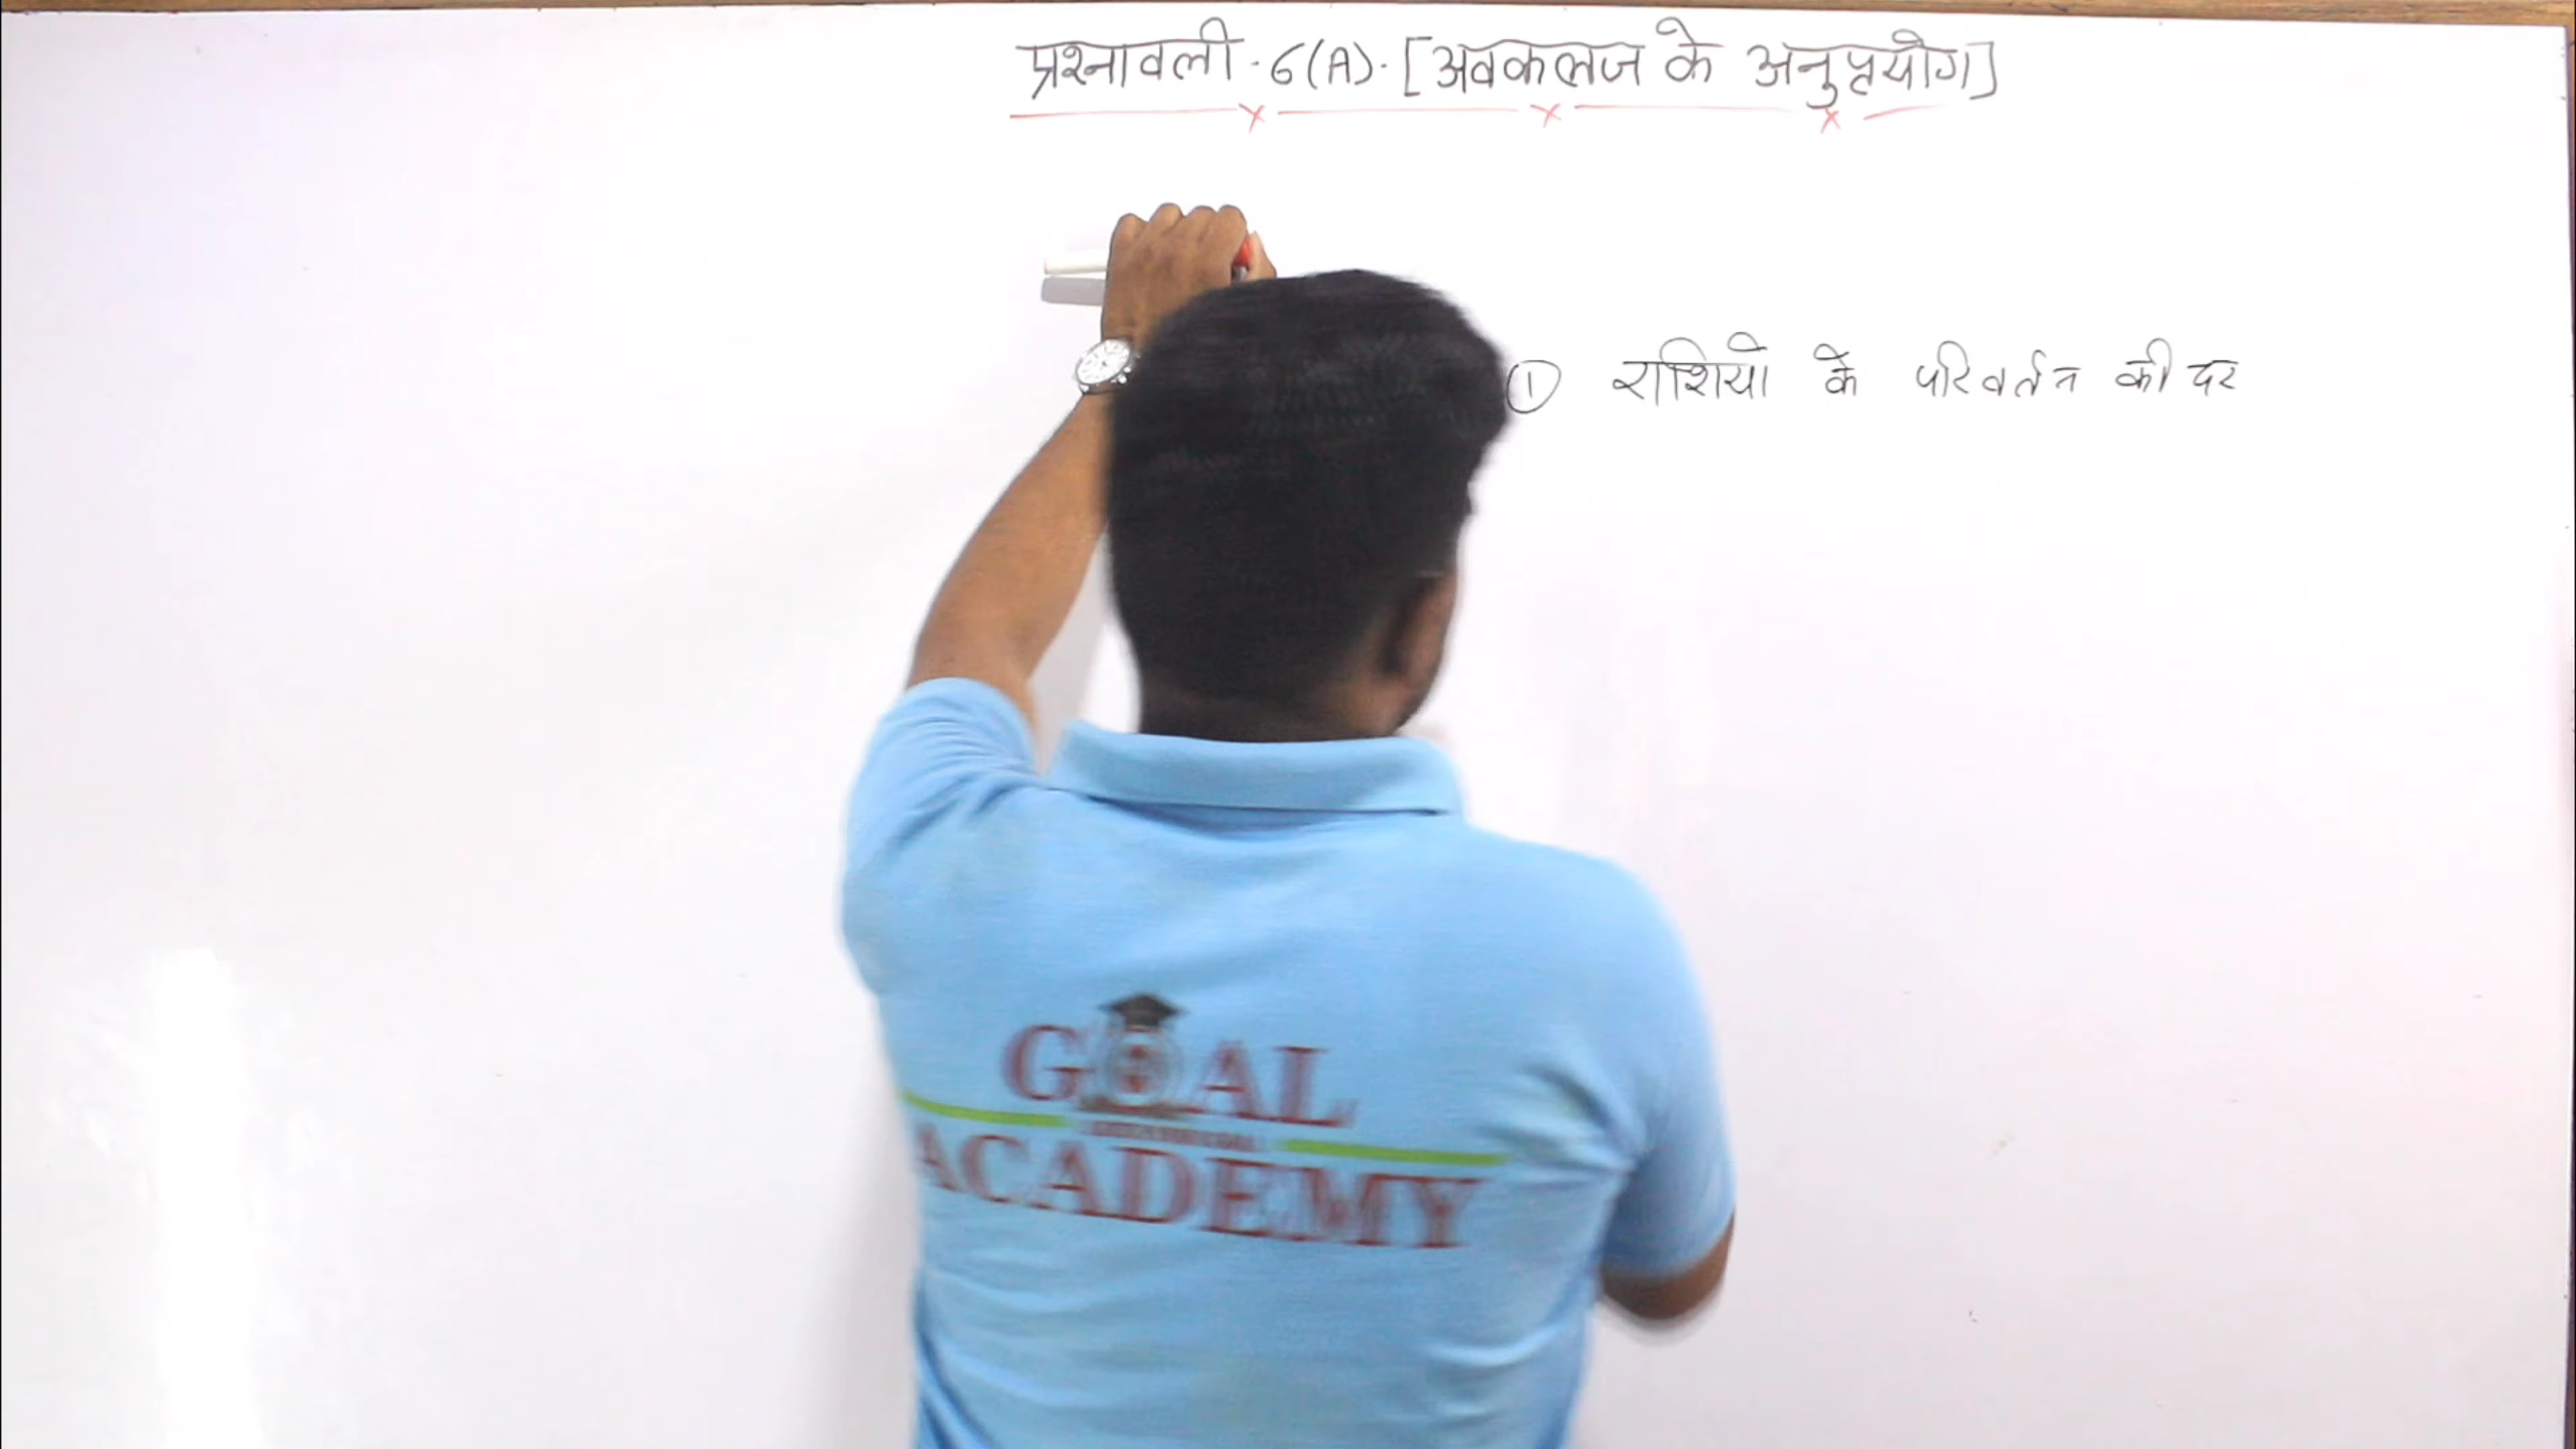 प्रश्नावली - 6(A) - [अवकलज के अनुप्रयोग]
① राशियो के परिवर्तन की दर
GOAL
ACADEMY